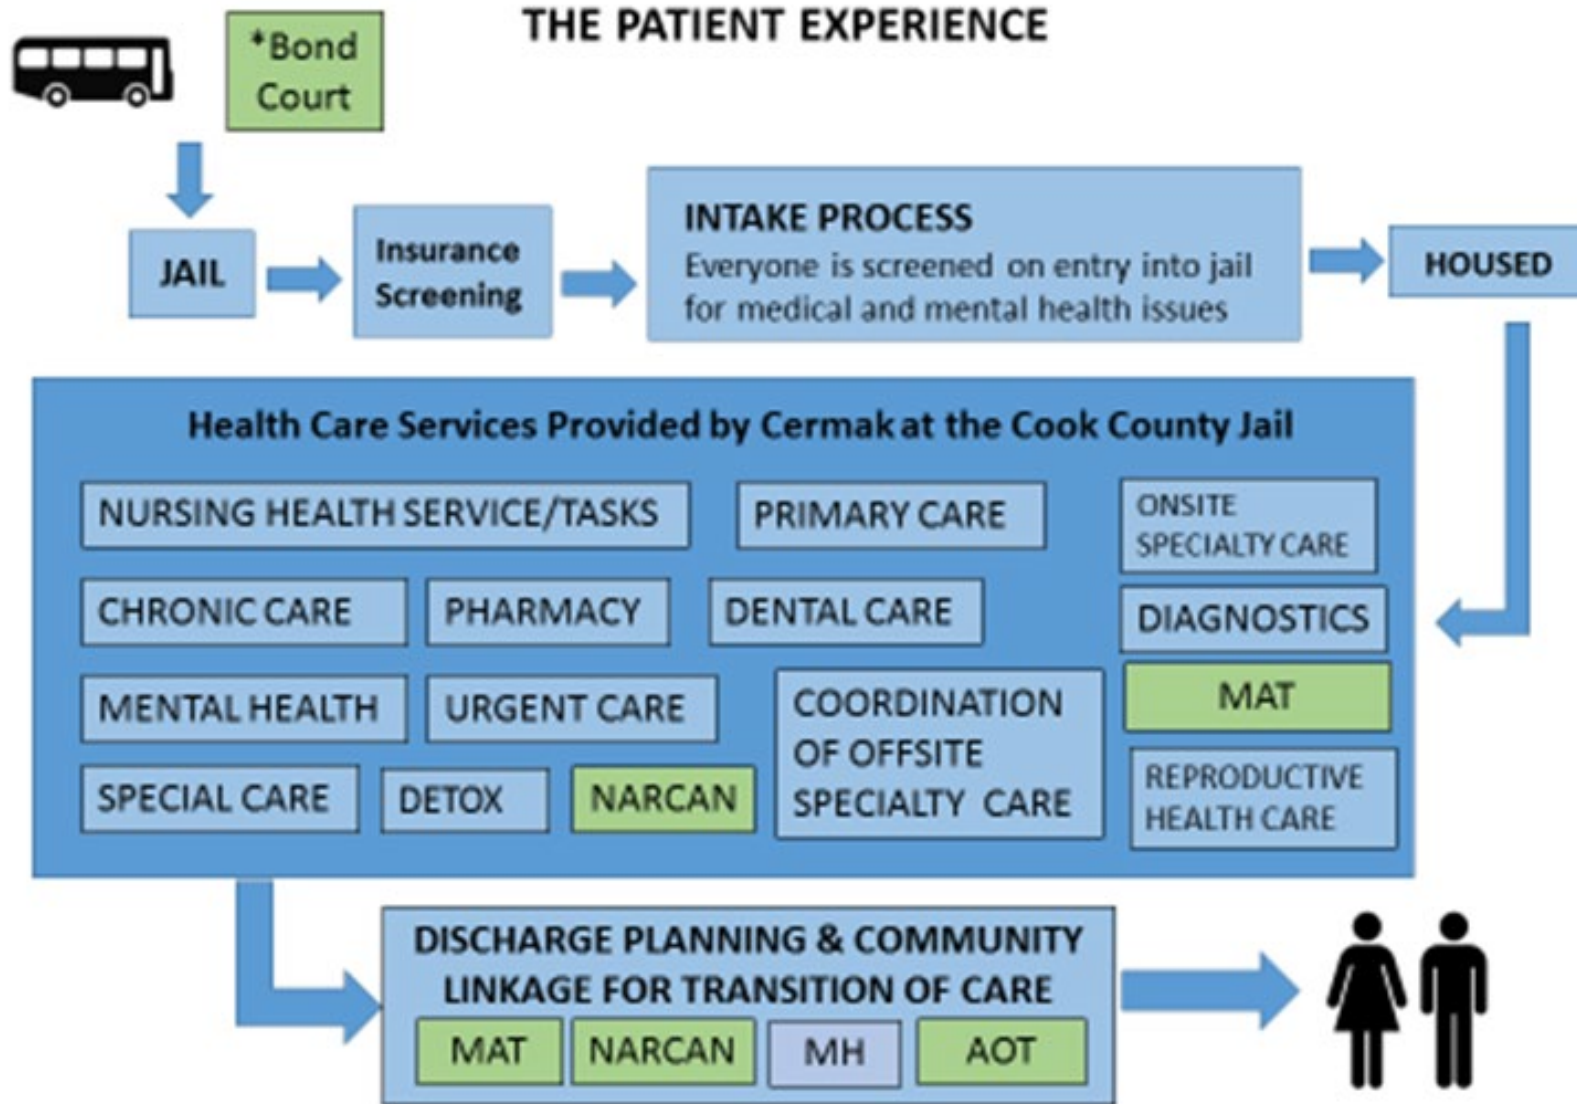 THE PATIENT EXPERIENCE
*Bond
Court
JAIL
Insurance
Screening
INTAKE PROCESS
Everyone is screened on entry into jail
for medical and mental health issues
HOUSED
Health Care Services Provided by Cermak at the Cook County Jail
NURSING HEALTH SERVICE/TASKS
PRIMARY CARE
ONSITE
SPECIALTY CARE
CHRONIC CARE
PHARMACY
DENTAL CARE
DIAGNOSTICS
MENTAL HEALTH
URGENT CARE
COORDINATION
OF OFFSITE
SPECIALTY CARE
MAT
SPECIAL CARE
DETOX
NARCAN
REPRODUCTIVE
HEALTH CARE
DISCHARGE PLANNING & COMMUNITY
LINKAGE FOR TRANSITION OF CARE
MAT
NARCAN
MH
AOT